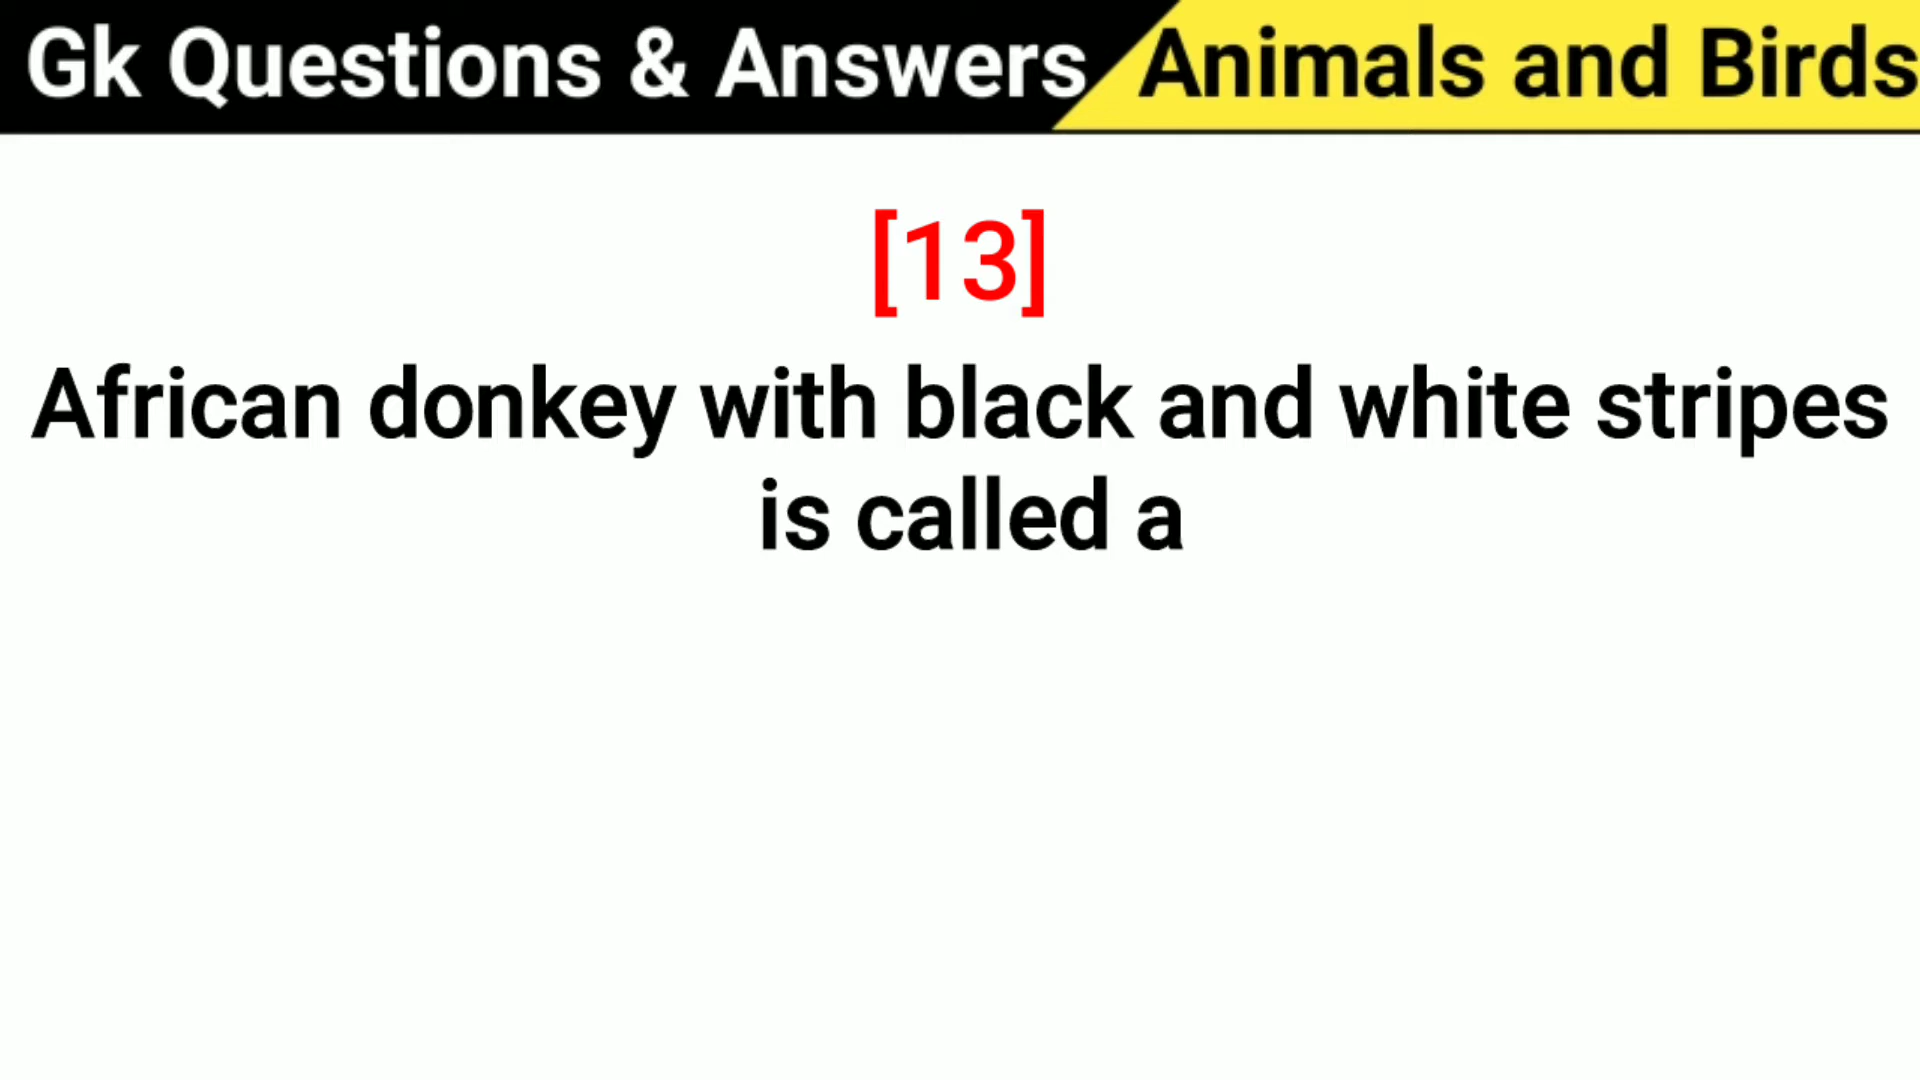 Gk Questions & Answers Animals and Birds
[13]
African donkey with black and white stripes
is called a